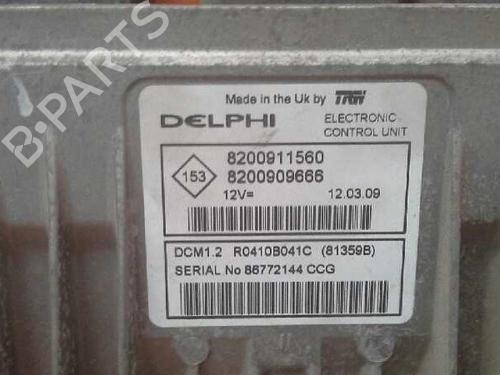 B-PARTS
Made in the Uk by TRW
DELPHI
ELECTRONIC
CONTROL UNIT
153
8200911560
8200909666
12V=
12.03.09
DCM1.2 R0410B041C (81359B)
SERIAL No 86772144 CCG